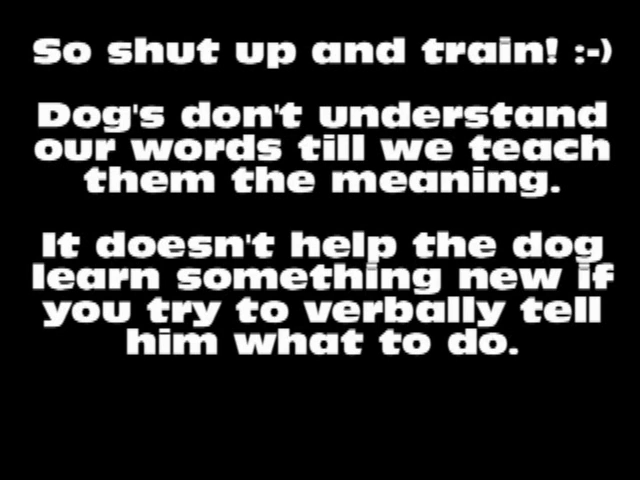 So shut up and train! :-)
Dog's don't understand
our words till we teach
them the meaning.
It doesn't help the dog
learn something new if
you try to verbally tell
him what to do.